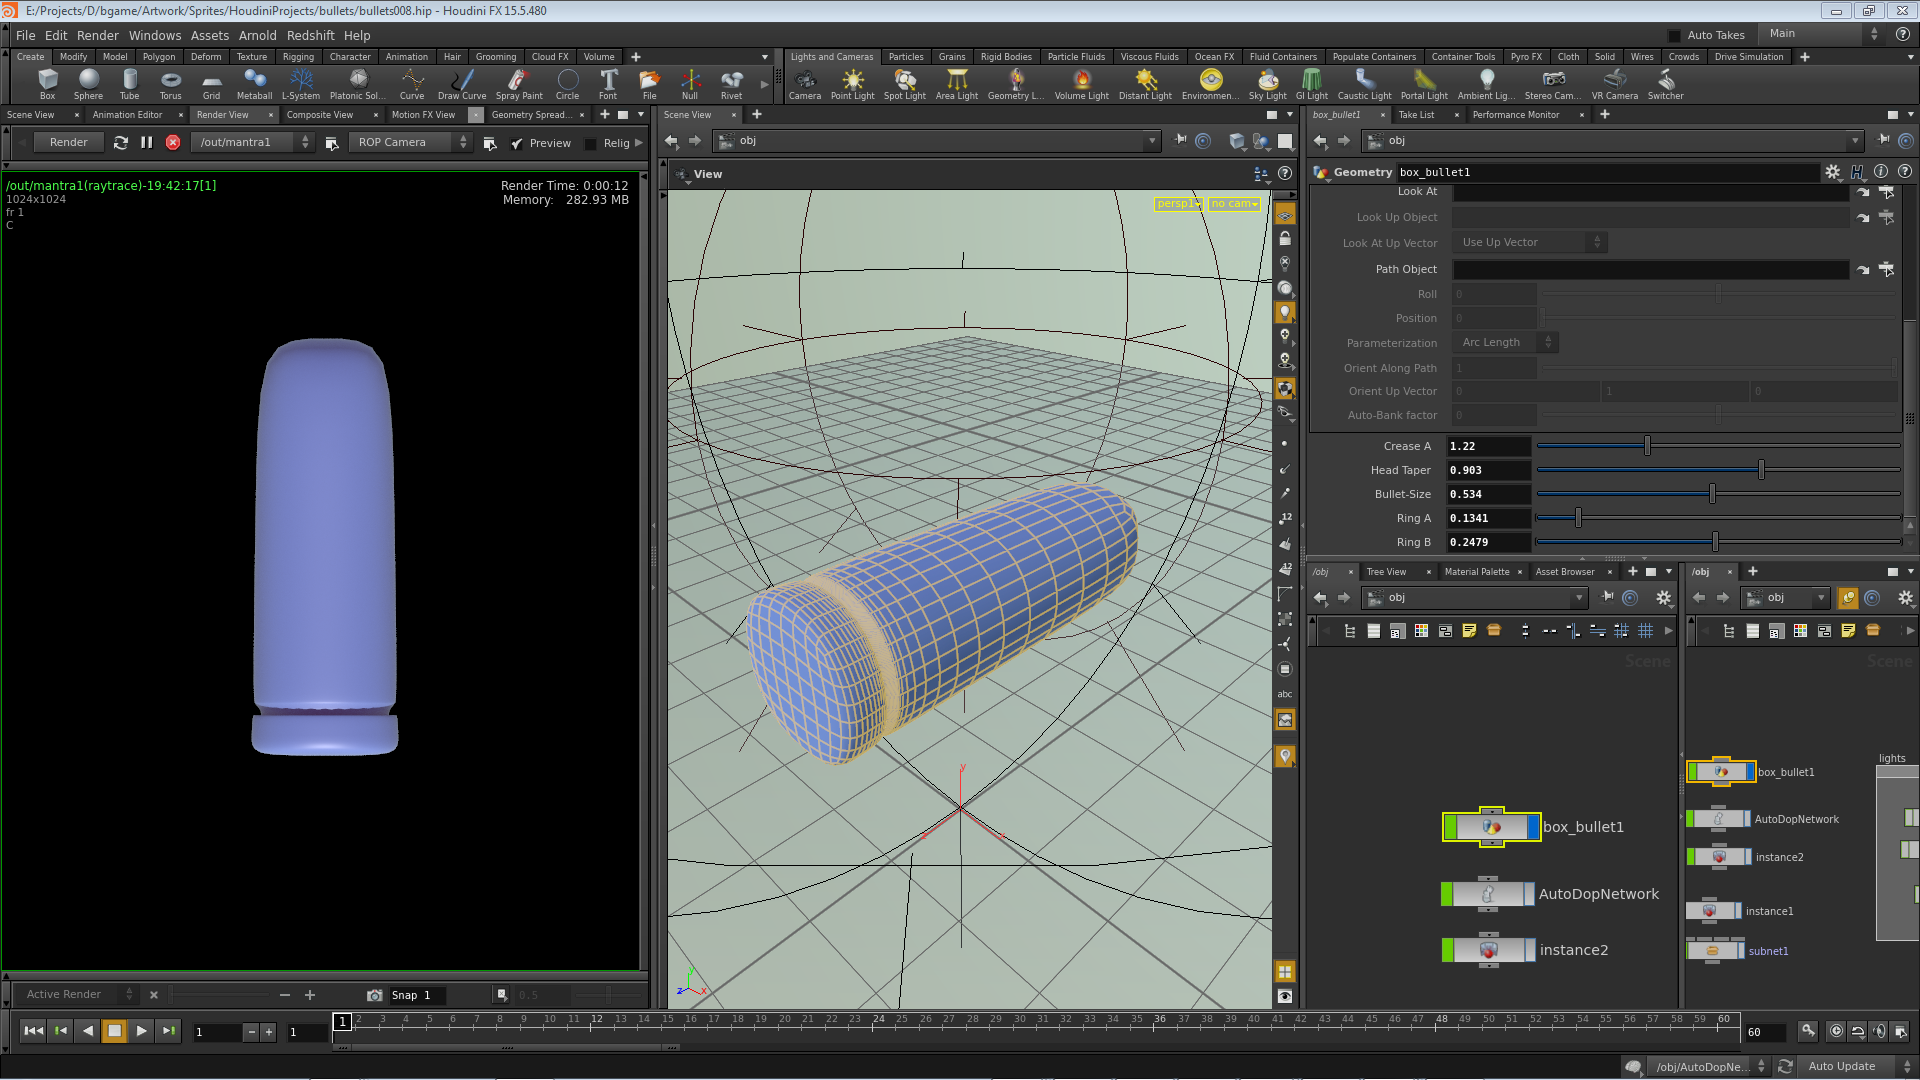 E:/Projects/D/bgame/Artwork/Sprites/HoudiniProjects/bullets/bullets008.hip - Houdini FX 15.5.480
File Edit Render Windows Assets Arnold Redshift Help
Auto Takes Main
Create Modify Model Polygon Deform Texture Rigging Character Animation Hair Grooming Cloud FX Volume
Lights and Cameras Particles Grains Rigid Bodies Particle Fluids Viscous Fluids Ocean FX Fluid Containers Populate Containers Container Tools Pyro FX Cloth Solid Wires Crowds Drive Simulation
Box Sphere Tube Torus Grid Metaball L-System Platonic Sol... Curve Draw Curve Spray Paint Circle Font File Null Rivet
Camera Point Light Spot Light Area Light Geometry L... Volume Light Distant Light Environmen... Sky Light GI Light Caustic Light Portal Light Ambient Lig... Stereo Cam... VR Camera Switcher
Scene View Animation Editor Render View Composite View Motion FX View Geometry Spread...
Scene View
box_bullet1 Take List Performance Monitor
Render /out/mantra1 ROP Camera Preview Relig
obj
obj
View
Geometry box_bullet1
/out/mantra1(raytrace)-19:42:17[1]
1024x1024
fr 1
C
Render Time: 0:00:12
Memory: 282.93 MB
persp1 no cam
Look At
Look Up Object
Look At Up Vector Use Up Vector
Path Object
Roll 0
Position 0
Parameterization Arc Length
Orient Along Path 1
Orient Up Vector 0 1 0
Auto-Bank factor 0
Crease A 1.22
Head Taper 0.903
Bullet-Size 0.534
Ring A 0.1341
Ring B 0.2479
12
12
abc
y
y
z x
/obj Tree View Material Palette Asset Browser
/obj
obj
obj
Scene
Scene
box_bullet1
AutoDopNetwork
instance2
lights
box_bullet1
AutoDopNetwork
instance2
instance1
subnet1
Active Render Snap 1 0.5
1 1
1 2 3 4 5 6 7 8 9 10 11 12 13 14 15 16 17 18 19 20 21 22 23 24 25 26 27 28 29 30 31 32 33 34 35 36 37 38 39 40 41 42 43 44 45 46 47 48 49 50 51 52 53 54 55 56 57 58 59 60
60
/obj/AutoDopNe... Auto Update